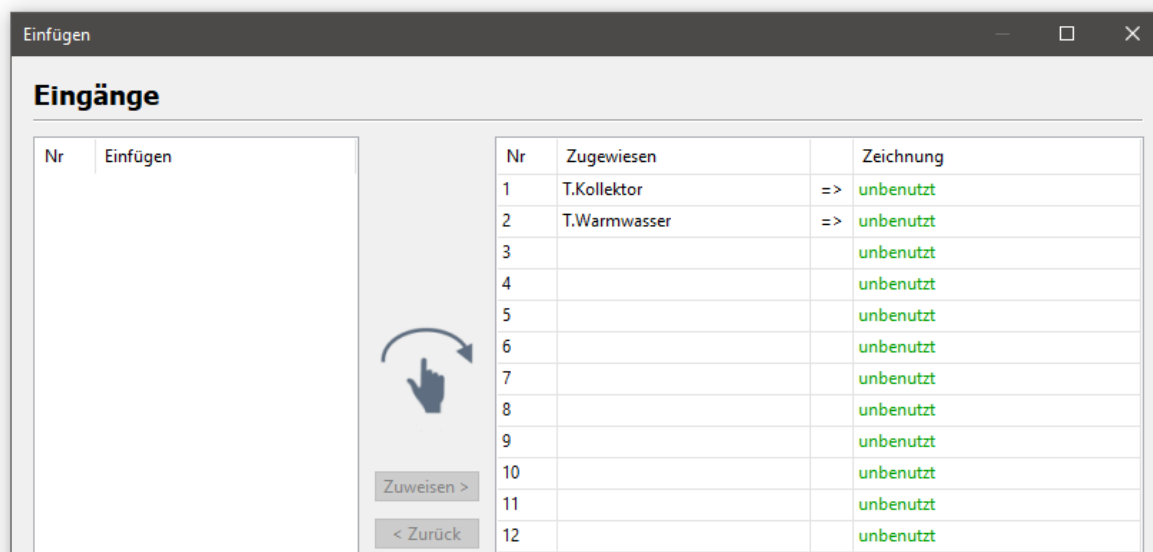 Einfügen
Eingänge
Nr Einfügen
Nr Zugewiesen Zeichnung
1 T.Kollektor => unbenutzt
2 T.Warmwasser => unbenutzt
3 unbenutzt
4 unbenutzt
5 unbenutzt
6 unbenutzt
7 unbenutzt
8 unbenutzt
9 unbenutzt
10 unbenutzt
11 unbenutzt
12 unbenutzt
Zuweisen >
< Zurück